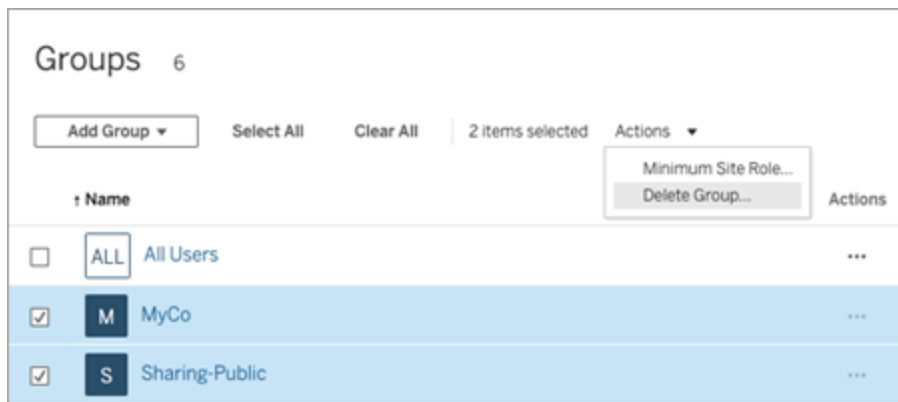 Groups 6
Add Group ▾ Select All Clear All 2 items selected Actions ▾
Minimum Site Role...
Delete Group...
↑ Name Actions
ALL All Users ...
M MyCo ...
S Sharing-Public ...